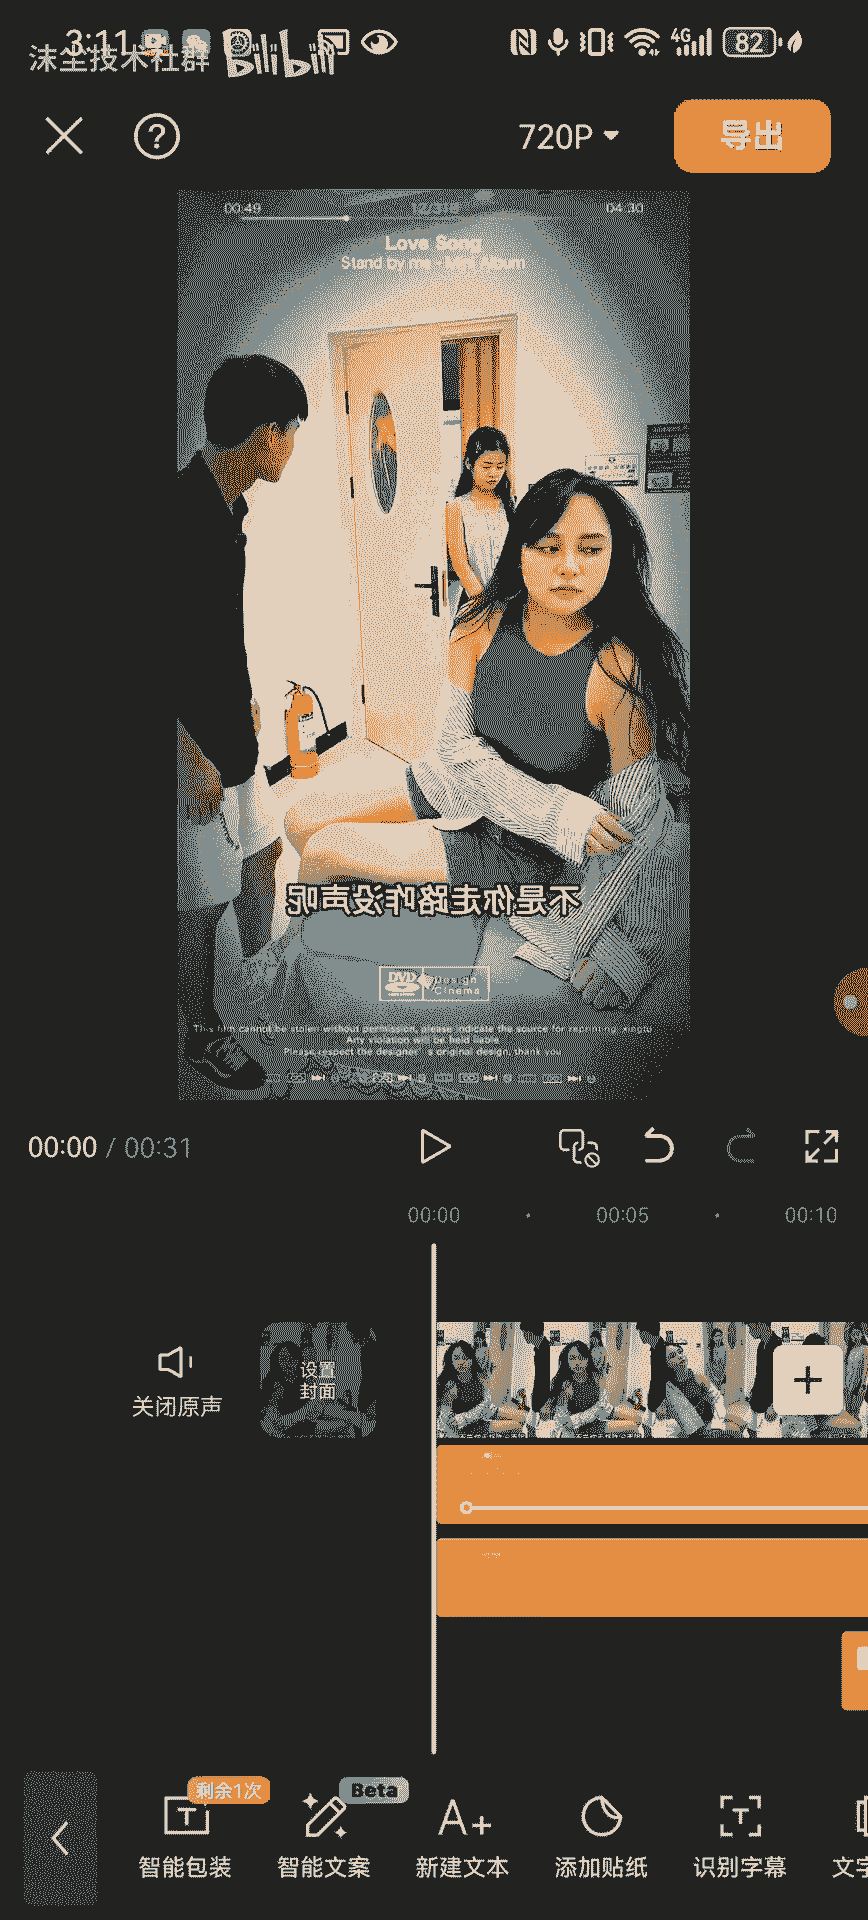 3:11
沫尘技术社群 bilibili
4G 82
720P
导出
00:49
04:30
Love Song
Stand by me - Mini Album
不是你走路咋没声呢
DVD
Design
Cinema
This film cannot be stolen without permission, please indicate the source for reprinting. xingtu
Any violation will be held liable
Please respect the designer's original design, thank you
00:00 / 00:31
00:00 00:05 00:10
关闭原声
设置
封面
剩余1次
Beta
智能包装
智能文案
新建文本
添加贴纸
识别字幕
文字